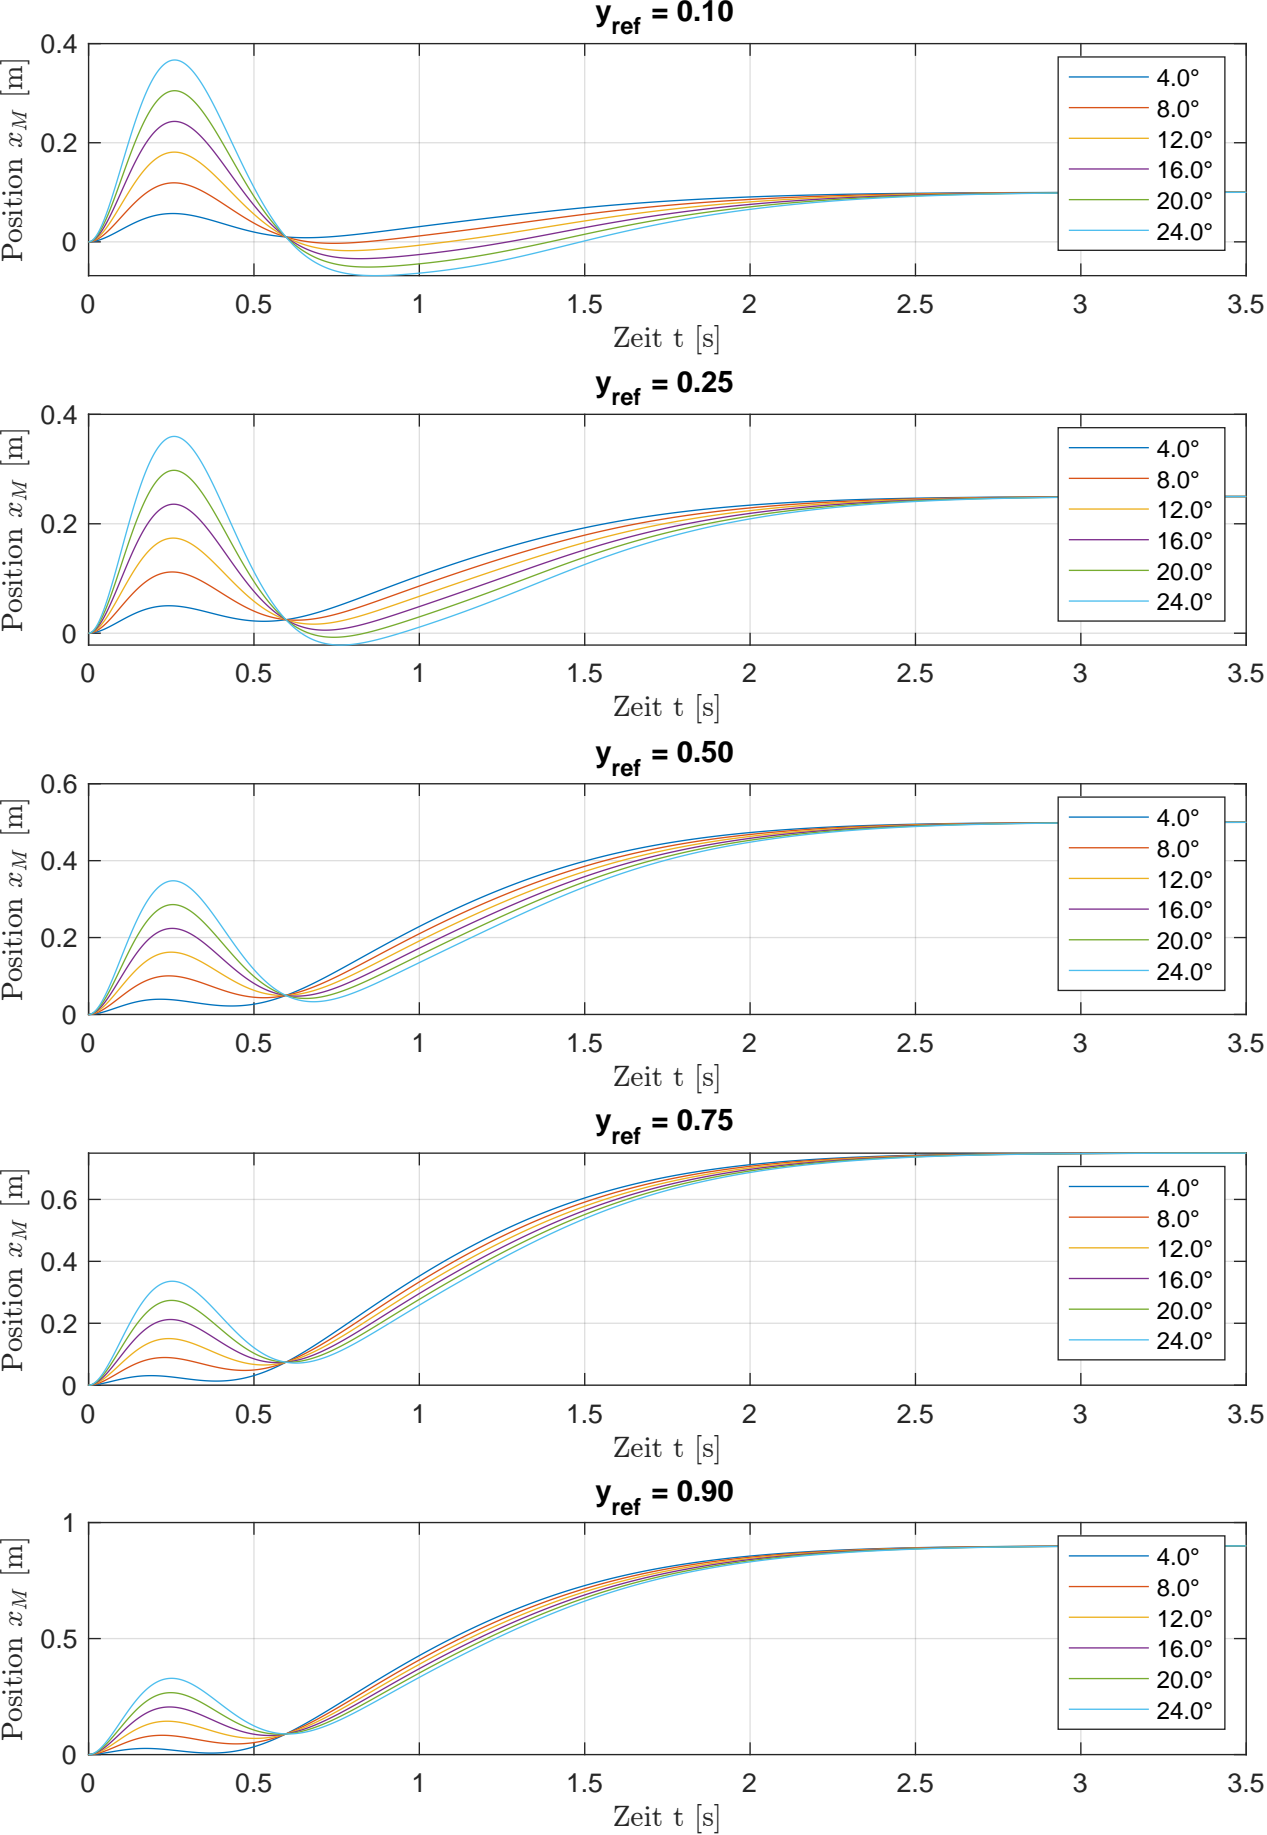 y_ref = 0.10
Position x_M [m]
0.4
0.2
0
4.0°
8.0°
12.0°
16.0°
20.0°
24.0°
0 0.5 1 1.5 2 2.5 3 3.5
Zeit t [s]
y_ref = 0.25
Position x_M [m]
0.4
0.2
0
4.0°
8.0°
12.0°
16.0°
20.0°
24.0°
0 0.5 1 1.5 2 2.5 3 3.5
Zeit t [s]
y_ref = 0.50
Position x_M [m]
0.6
0.4
0.2
0
4.0°
8.0°
12.0°
16.0°
20.0°
24.0°
0 0.5 1 1.5 2 2.5 3 3.5
Zeit t [s]
y_ref = 0.75
Position x_M [m]
0.6
0.4
0.2
0
4.0°
8.0°
12.0°
16.0°
20.0°
24.0°
0 0.5 1 1.5 2 2.5 3 3.5
Zeit t [s]
y_ref = 0.90
Position x_M [m]
1
0.5
0
4.0°
8.0°
12.0°
16.0°
20.0°
24.0°
0 0.5 1 1.5 2 2.5 3 3.5
Zeit t [s]